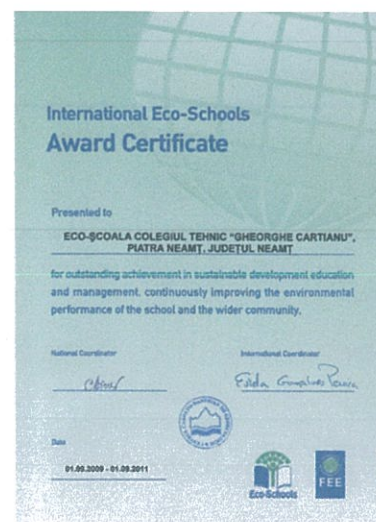 International Eco-Schools
Award Certificate
Presented to
ECO-ŞCOALA COLEGIUL TEHNIC "GHEORGHE CARTIANU",
PIATRA NEAMŢ, JUDEŢUL NEAMŢ
for outstanding achievement in sustainable development education
and management, continuously improving the environmental
performance of the school and the wider community.
National Coordinator
International Coordinator
Date
01.09.2009 - 01.09.2011
Eco-Schools
FEE